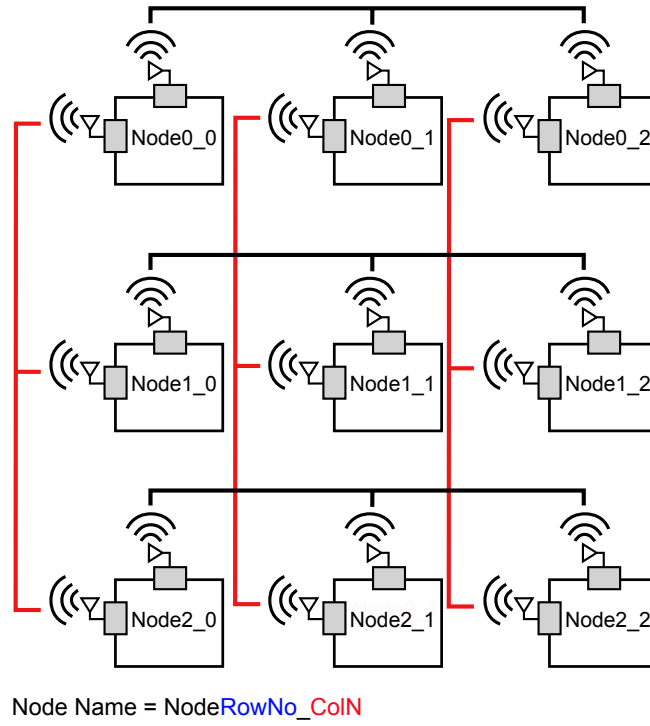 Node0_0 Node0_1 Node0_2
Node1_0 Node1_1 Node1_2
Node2_0 Node2_1 Node2_2
Node Name = NodeRowNo_ColN